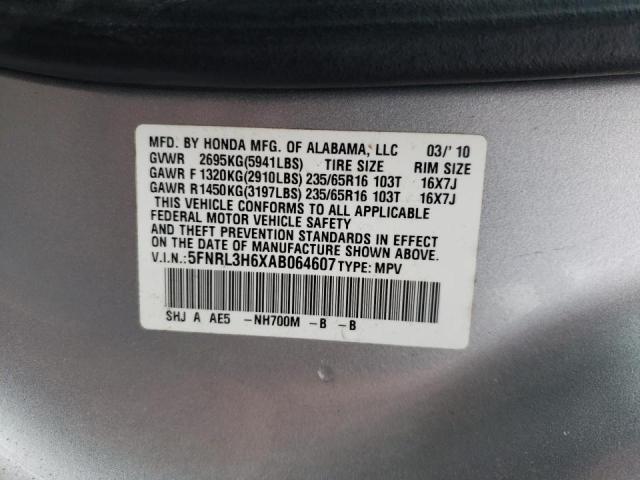 MFD. BY HONDA MFG. OF ALABAMA, LLC 03/' 10
GVWR 2695KG(5941LBS) TIRE SIZE RIM SIZE
GAWR F 1320KG(2910LBS) 235/65R16 103T 16X7J
GAWR R1450KG(3197LBS) 235/65R16 103T 16X7J
THIS VEHICLE CONFORMS TO ALL APPLICABLE
FEDERAL MOTOR VEHICLE SAFETY
AND THEFT PREVENTION STANDARDS IN EFFECT
ON THE DATE OF MANUFACTURE SHOWN ABOVE.
V.I.N.:5FNRL3H6XAB064607 TYPE: MPV
SHJ A AE5 -NH700M -B -B